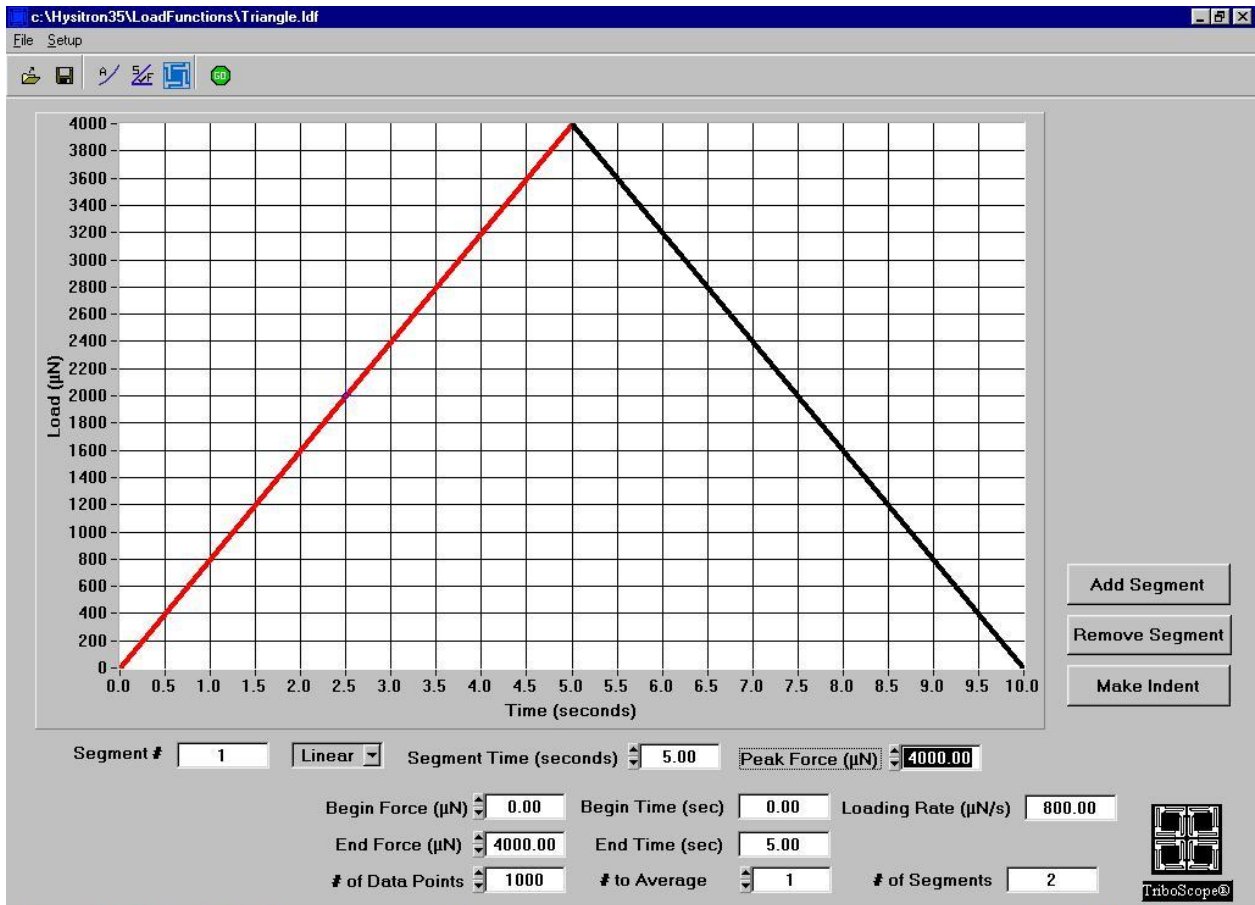 c:\Hysitron35\LoadFunctions\Triangle.ldf
File Setup
A S F GO
4000
3800
3600
3400
3200
3000
2800
2600
2400
2200
2000
1800
1600
1400
1200
1000
800
600
400
200
0
Load (µN)
0.0 0.5 1.0 1.5 2.0 2.5 3.0 3.5 4.0 4.5 5.0 5.5 6.0 6.5 7.0 7.5 8.0 8.5 9.0 9.5 10.0
Time (seconds)
Add Segment
Remove Segment
Make Indent
Segment # 1 Linear Segment Time (seconds) 5.00 Peak Force (µN) 4000.00
Begin Force (µN) 0.00 Begin Time (sec) 0.00 Loading Rate (µN/s) 800.00
End Force (µN) 4000.00 End Time (sec) 5.00
# of Data Points 1000 # to Average 1 # of Segments 2
TriboScope®